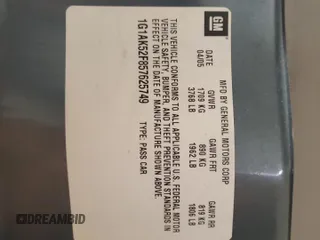 GM
MFD BY GENERAL MOTORS CORP
DATE GVWR GAWR FRT GAWR RR
04/05 1709 KG 890 KG 819 KG
3768 LB 1962 LB 1806 LB
THIS VEHICLE CONFORMS TO ALL APPLICABLE U.S. FEDERAL MOTOR
VEHICLE SAFETY, BUMPER, AND THEFT PREVENTION STANDARDS IN
EFFECT ON THE DATE OF MANUFACTURE SHOWN ABOVE.
1G1AK52F857625749 TYPE: PASS CAR
DREAMBID